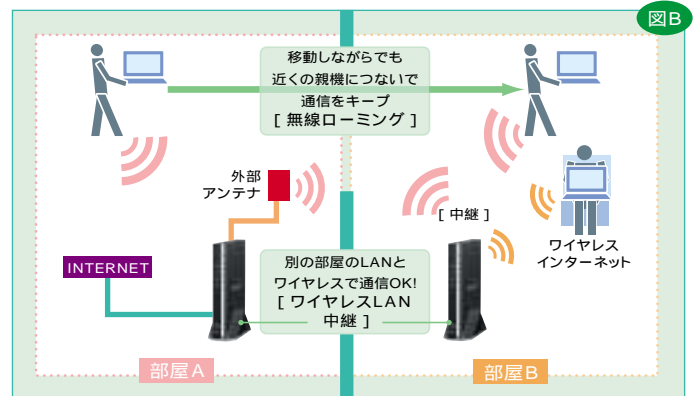 図B
移動しながらでも
近くの親機につないで
通信をキープ
[ 無線ローミング ]
外部
アンテナ
[ 中継 ]
ワイヤレス
インターネット
INTERNET
別の部屋のLANと
ワイヤレスで通信OK!
[ ワイヤレスLAN
中継 ]
部屋A
部屋B